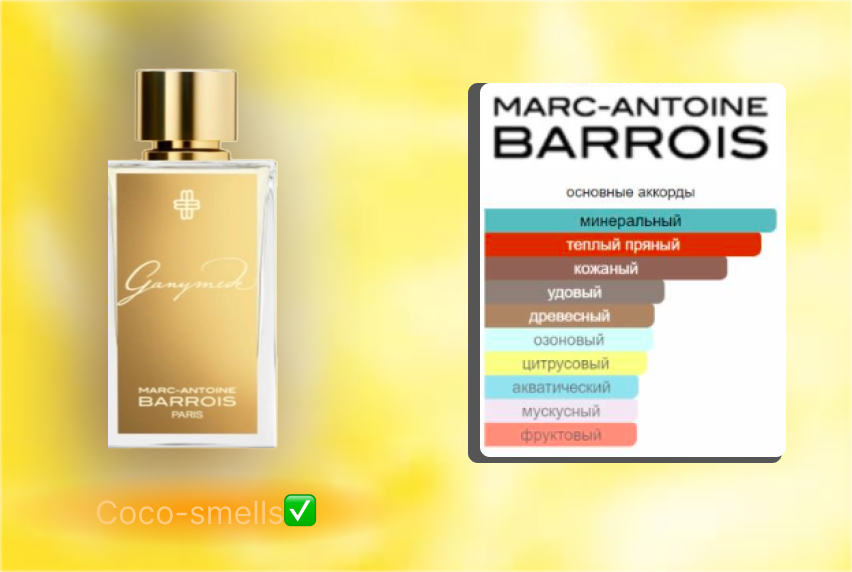 Ganymede
MARC-ANTOINE
BARROIS
PARIS
Coco-smells✅
MARC-ANTOINE
BARROIS
основные аккорды
минеральный
теплый пряный
кожаный
удовый
древесный
озоновый
цитрусовый
акватический
мускусный
фруктовый